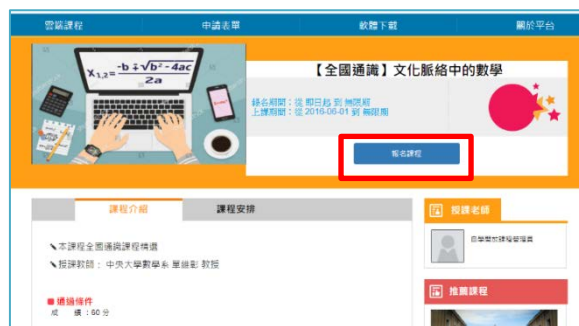 雲端課程 申請表單 軟體下載 關於平台
X₁,₂= -b ∓ √b² - 4ac
2a
【全國通識】文化脈絡中的數學
報名期間：從 即日起 到 無限期
上課期間：從 2016-06-01 到 無限期
報名課程
課程介紹 課程安排
授課老師
本課程全國通識課程精選
授課教師： 中央大學數學系 單維彰 教授
推薦課程
通過條件
成 績：60 分